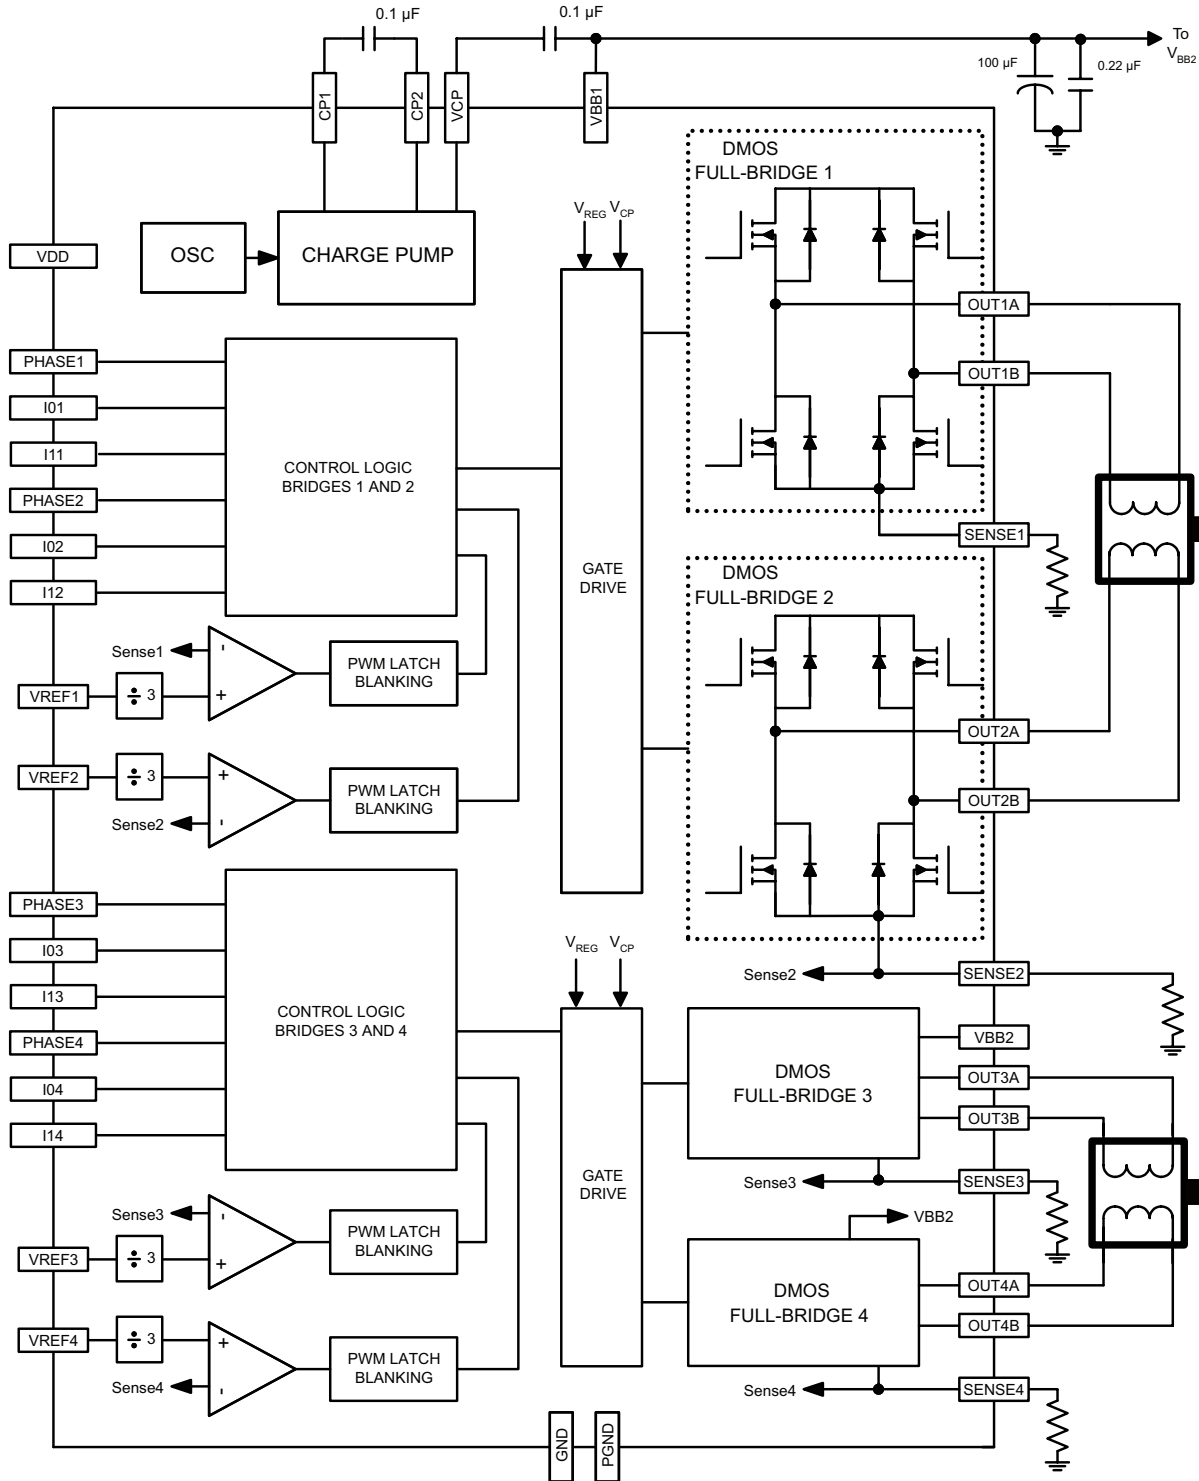 0.1 µF
0.1 µF
To
VBB2
100 µF
0.22 µF
CP1
CP2
VCP
VBB1
DMOS
FULL-BRIDGE 1
VREG VCP
VDD
OSC
CHARGE PUMP
OUT1A
OUT1B
PHASE1
I01
I11
PHASE2
I02
I12
CONTROL LOGIC
BRIDGES 1 AND 2
GATE
DRIVE
SENSE1
DMOS
FULL-BRIDGE 2
Sense1
-
+
PWM LATCH
BLANKING
VREF1
÷ 3
VREF2
÷ 3
+
-
PWM LATCH
BLANKING
Sense2
OUT2A
OUT2B
PHASE3
I03
I13
PHASE4
I04
I14
CONTROL LOGIC
BRIDGES 3 AND 4
VREG VCP
Sense2
SENSE2
VBB2
DMOS
FULL-BRIDGE 3
OUT3A
OUT3B
GATE
DRIVE
Sense3
SENSE3
Sense3
-
+
PWM LATCH
BLANKING
VREF3
÷ 3
VBB2
DMOS
FULL-BRIDGE 4
OUT4A
OUT4B
VREF4
÷ 3
+
-
PWM LATCH
BLANKING
Sense4
Sense4
SENSE4
GND
PGND